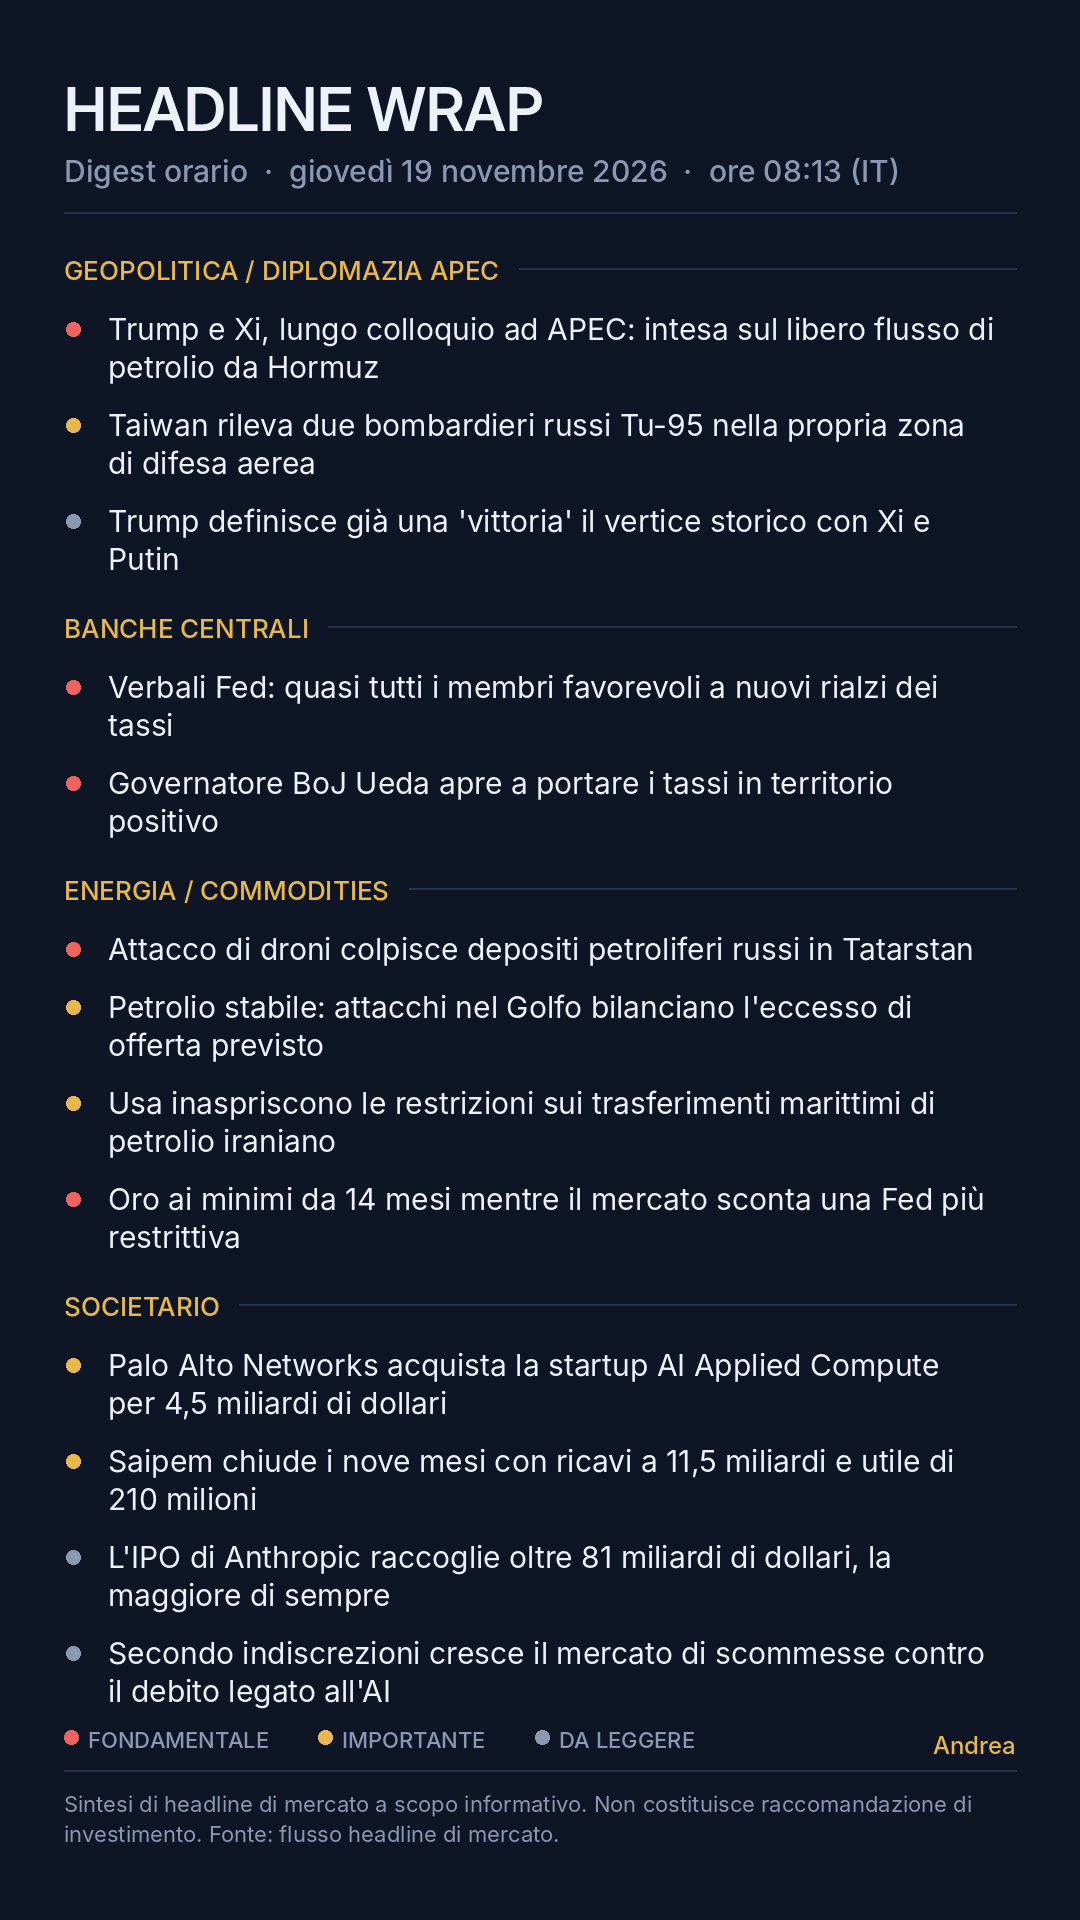 HEADLINE WRAP
Digest orario · giovedì 19 novembre 2026 · ore 08:13 (IT)
GEOPOLITICA / DIPLOMAZIA APEC
Trump e Xi, lungo colloquio ad APEC: intesa sul libero flusso di
petrolio da Hormuz
Taiwan rileva due bombardieri russi Tu-95 nella propria zona
di difesa aerea
Trump definisce già una 'vittoria' il vertice storico con Xi e
Putin
BANCHE CENTRALI
Verbali Fed: quasi tutti i membri favorevoli a nuovi rialzi dei
tassi
Governatore BoJ Ueda apre a portare i tassi in territorio
positivo
ENERGIA / COMMODITIES
Attacco di droni colpisce depositi petroliferi russi in Tatarstan
Petrolio stabile: attacchi nel Golfo bilanciano l'eccesso di
offerta previsto
Usa inaspriscono le restrizioni sui trasferimenti marittimi di
petrolio iraniano
Oro ai minimi da 14 mesi mentre il mercato sconta una Fed più
restrittiva
SOCIETARIO
Palo Alto Networks acquista la startup AI Applied Compute
per 4,5 miliardi di dollari
Saipem chiude i nove mesi con ricavi a 11,5 miliardi e utile di
210 milioni
L'IPO di Anthropic raccoglie oltre 81 miliardi di dollari, la
maggiore di sempre
Secondo indiscrezioni cresce il mercato di scommesse contro
il debito legato all'AI
FONDAMENTALE IMPORTANTE DA LEGGERE Andrea
Sintesi di headline di mercato a scopo informativo. Non costituisce raccomandazione di
investimento. Fonte: flusso headline di mercato.